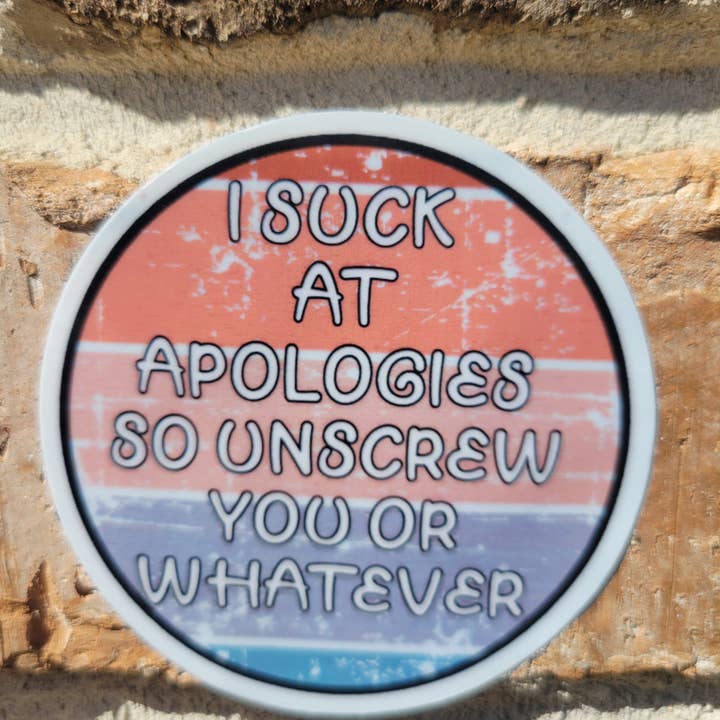 I SUCK
AT
APOLOGIES
SO UNSCREW
YOU OR
WHATEVER